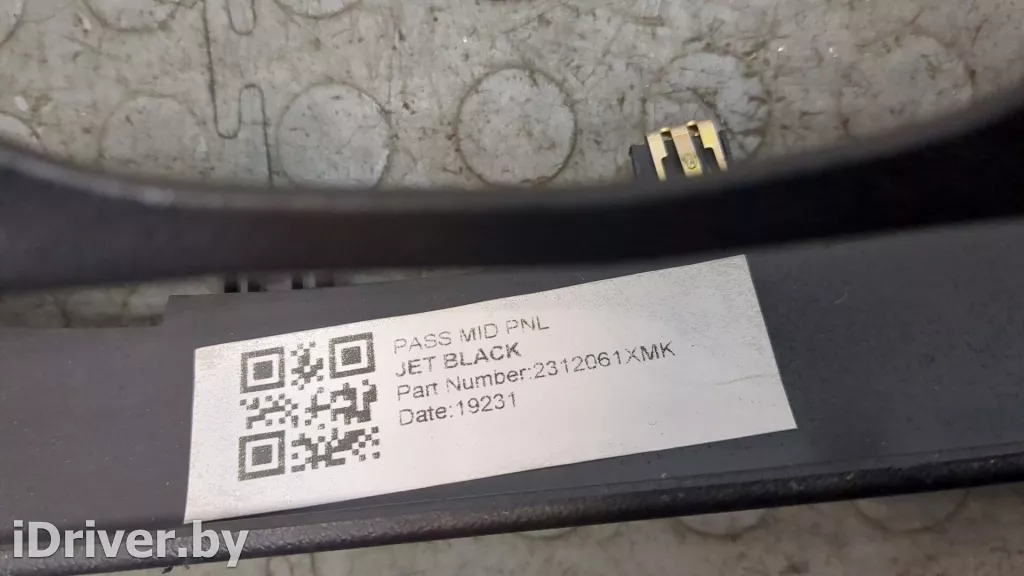 PASS MID PNL
JET BLACK
Part Number:2312061XMK
Date:19231
iDriver.by